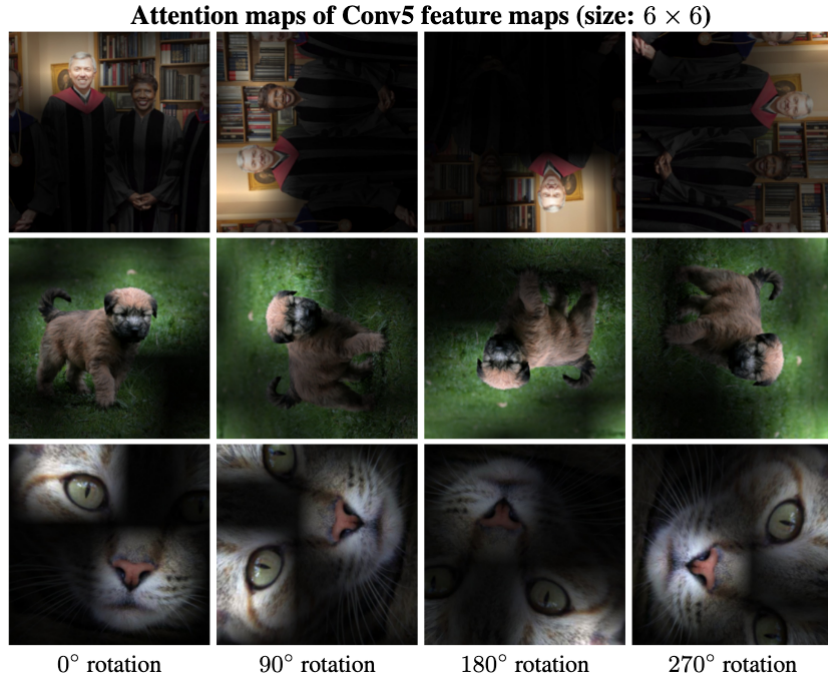 Attention maps of Conv5 feature maps (size: 6 × 6)
0° rotation 90° rotation 180° rotation 270° rotation